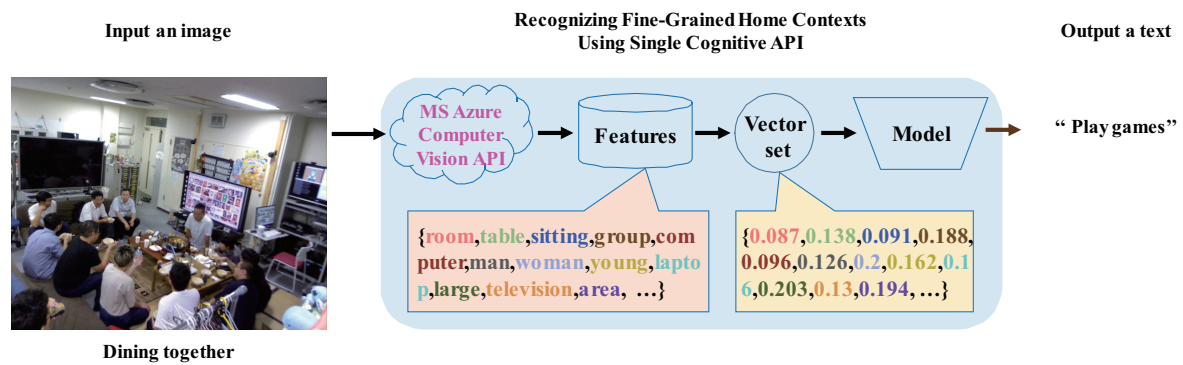 Input an image
Recognizing Fine-Grained Home Contexts
Using Single Cognitive API
Output a text
MS Azure
Computer
Vision API
Features
Vector
set
Model
“ Play games”
{room,table,sitting,group,com
puter,man,woman,young,lapto
p,large,television,area, …}
{0.087,0.138,0.091,0.188,
0.096,0.126,0.2,0.162,0.1
6,0.203,0.13,0.194, …}
Dining together